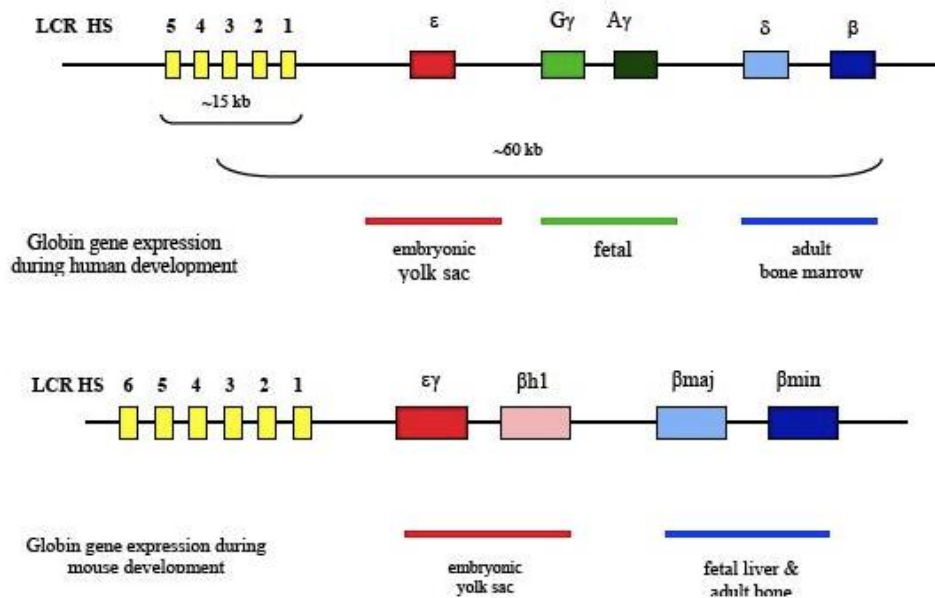 LCR HS 5 4 3 2 1 ε Gγ Aγ δ β
~15 kb
~60 kb
Globin gene expression
during human development
embryonic
yolk sac
fetal
adult
bone marrow
LCR HS 6 5 4 3 2 1 εγ βh1 βmaj βmin
Globin gene expression during
mouse development
embryonic
yolk sac
fetal liver &
adult bone